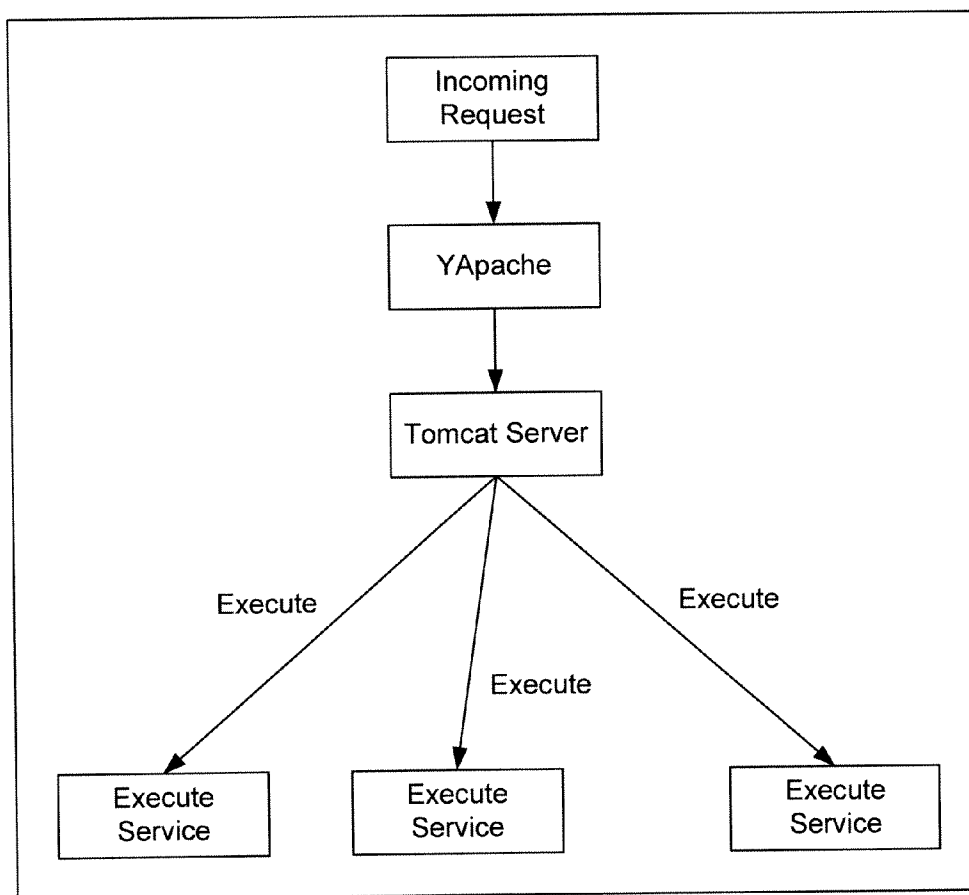 Incoming
Request
YApache
Tomcat Server
Execute
Execute
Execute
Execute
Service
Execute
Service
Execute
Service